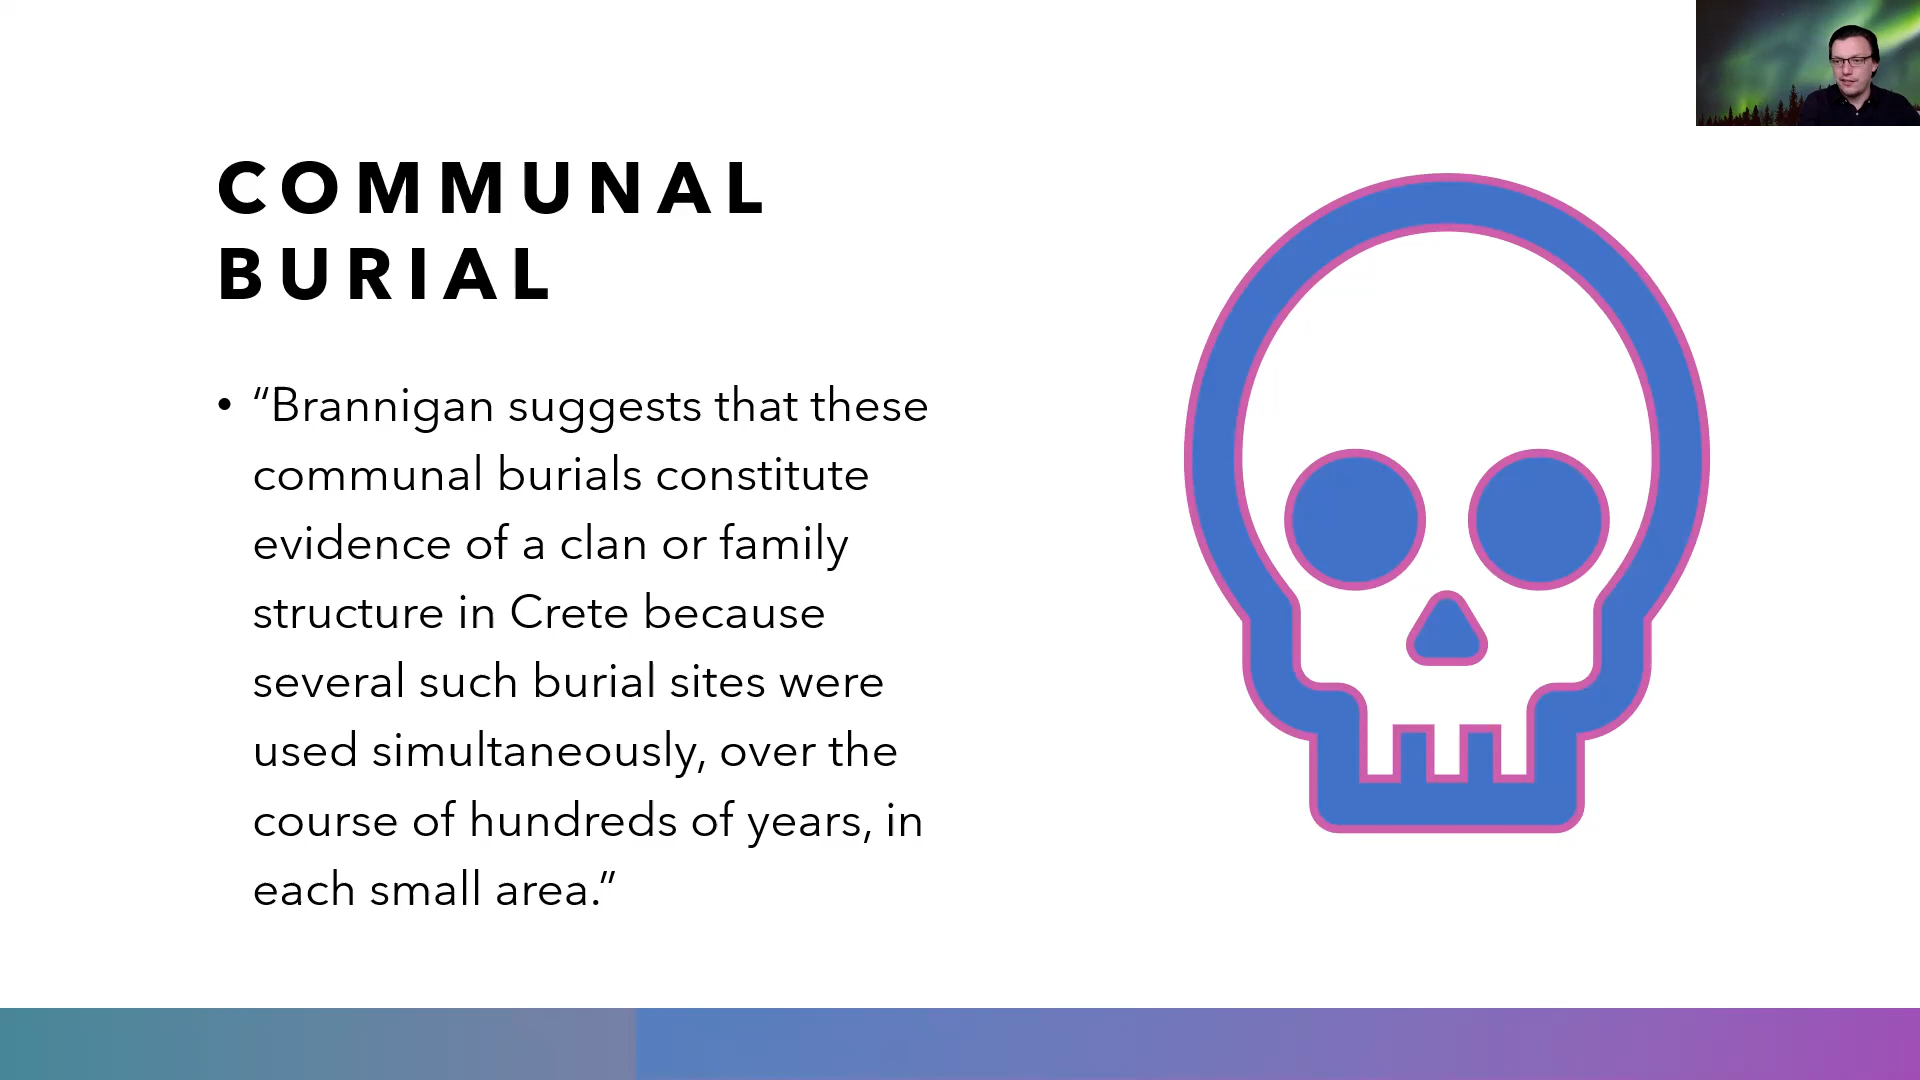 COMMUNAL
BURIAL
• “Brannigan suggests that these
communal burials constitute
evidence of a clan or family
structure in Crete because
several such burial sites were
used simultaneously, over the
course of hundreds of years, in
each small area.”